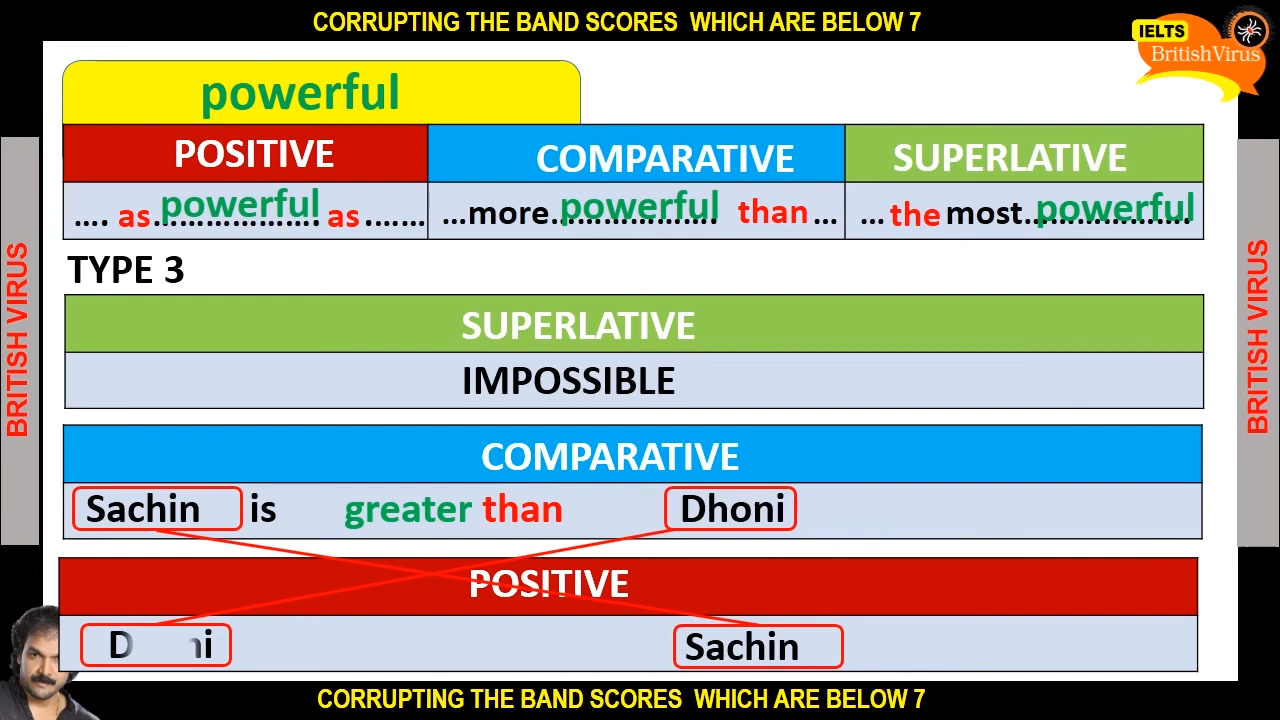 CORRUPTING THE BAND SCORES WHICH ARE BELOW 7
IELTS
BritishVirus
powerful
POSITIVE COMPARATIVE SUPERLATIVE
.... as powerful as ....... ...more powerful than ... ... the most powerful
TYPE 3
SUPERLATIVE
IMPOSSIBLE
COMPARATIVE
Sachin is greater than Dhoni
POSITIVE
Sachin
BRITISH VIRUS
BRITISH VIRUS
CORRUPTING THE BAND SCORES WHICH ARE BELOW 7